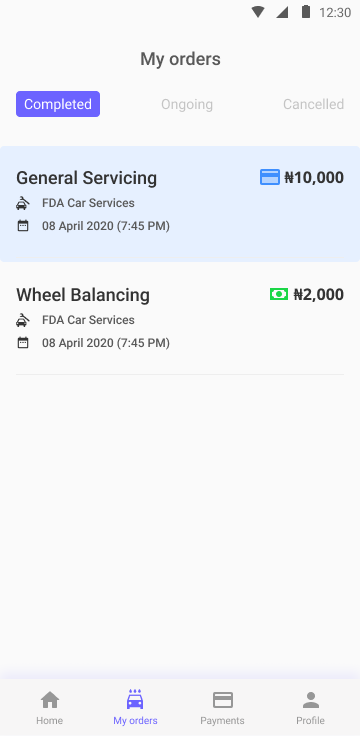 12:30
My orders
Completed Ongoing Cancelled
General Servicing ₦10,000
FDA Car Services
08 April 2020 (7:45 PM)
Wheel Balancing ₦2,000
FDA Car Services
08 April 2020 (7:45 PM)
Home My orders Payments Profile